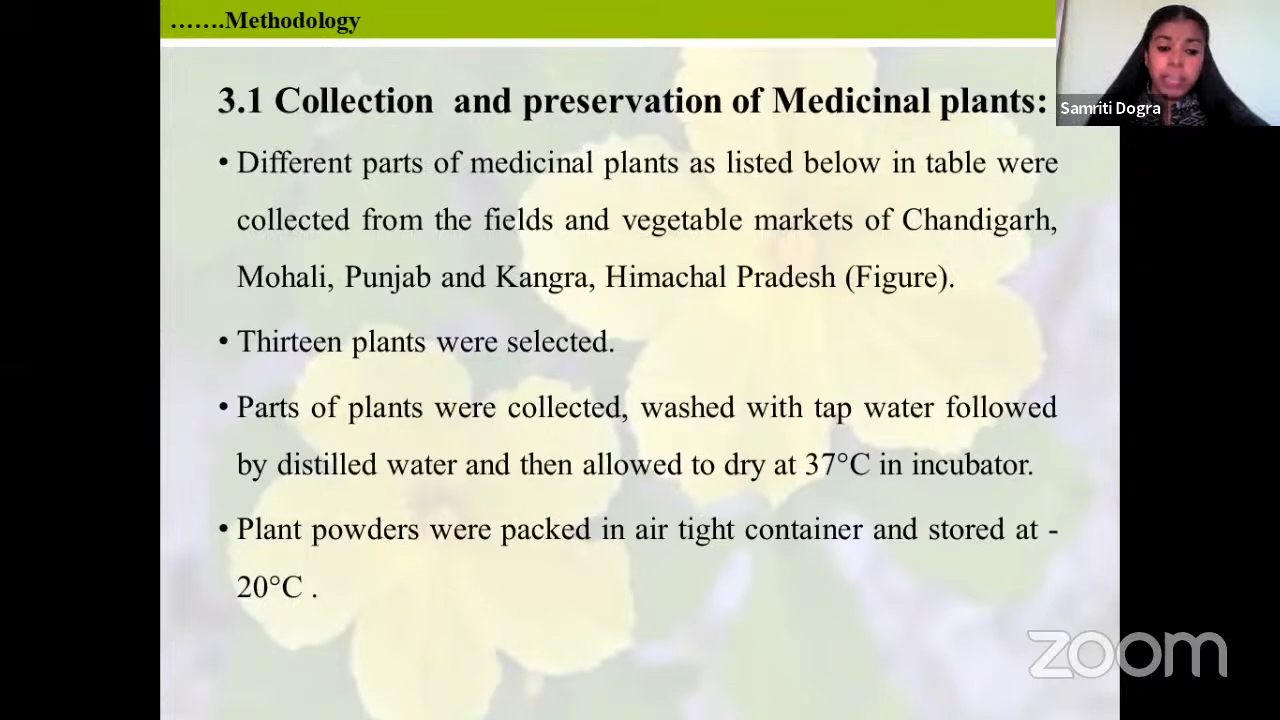 …….Methodology
3.1 Collection and preservation of Medicinal plants:
Samriti Dogra
• Different parts of medicinal plants as listed below in table were
collected from the fields and vegetable markets of Chandigarh,
Mohali, Punjab and Kangra, Himachal Pradesh (Figure).
• Thirteen plants were selected.
• Parts of plants were collected, washed with tap water followed
by distilled water and then allowed to dry at 37°C in incubator.
• Plant powders were packed in air tight container and stored at -
20°C .
zoom